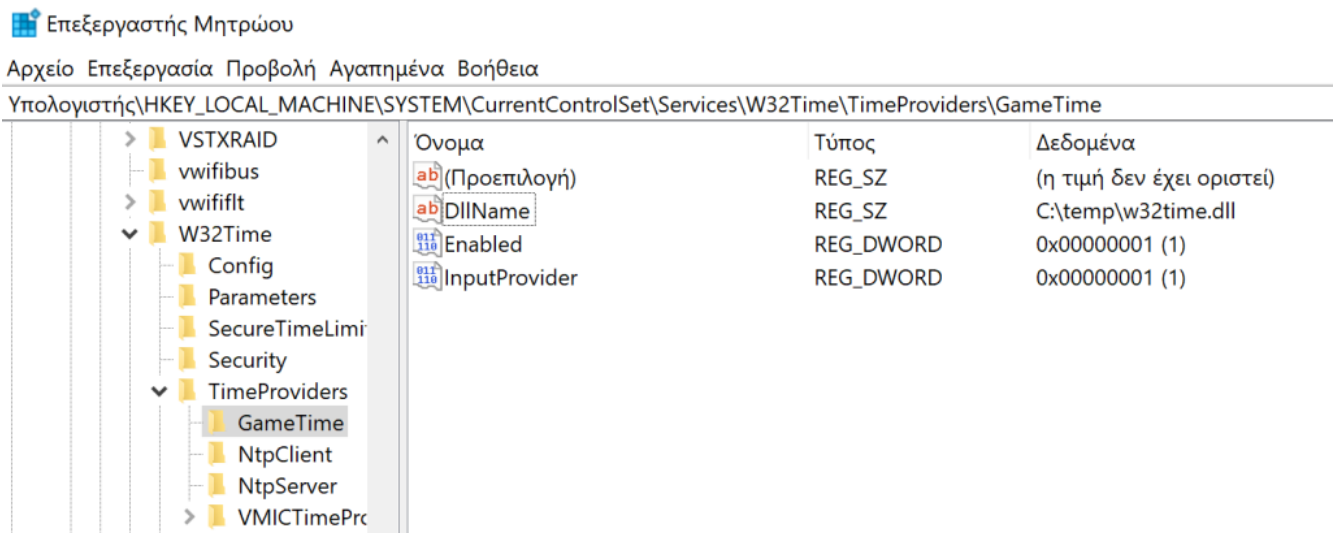 Επεξεργαστής Μητρώου
Αρχείο Επεξεργασία Προβολή Αγαπημένα Βοήθεια
Υπολογιστής\HKEY_LOCAL_MACHINE\SYSTEM\CurrentControlSet\Services\W32Time\TimeProviders\GameTime
VSTXRAID
vwifibus
vwififlt
W32Time
Config
Parameters
SecureTimeLimi
Security
TimeProviders
GameTime
NtpClient
NtpServer
VMICTimePro
Όνομα Τύπος Δεδομένα
(Προεπιλογή) REG_SZ (η τιμή δεν έχει οριστεί)
DllName REG_SZ C:\temp\w32time.dll
Enabled REG_DWORD 0x00000001 (1)
InputProvider REG_DWORD 0x00000001 (1)